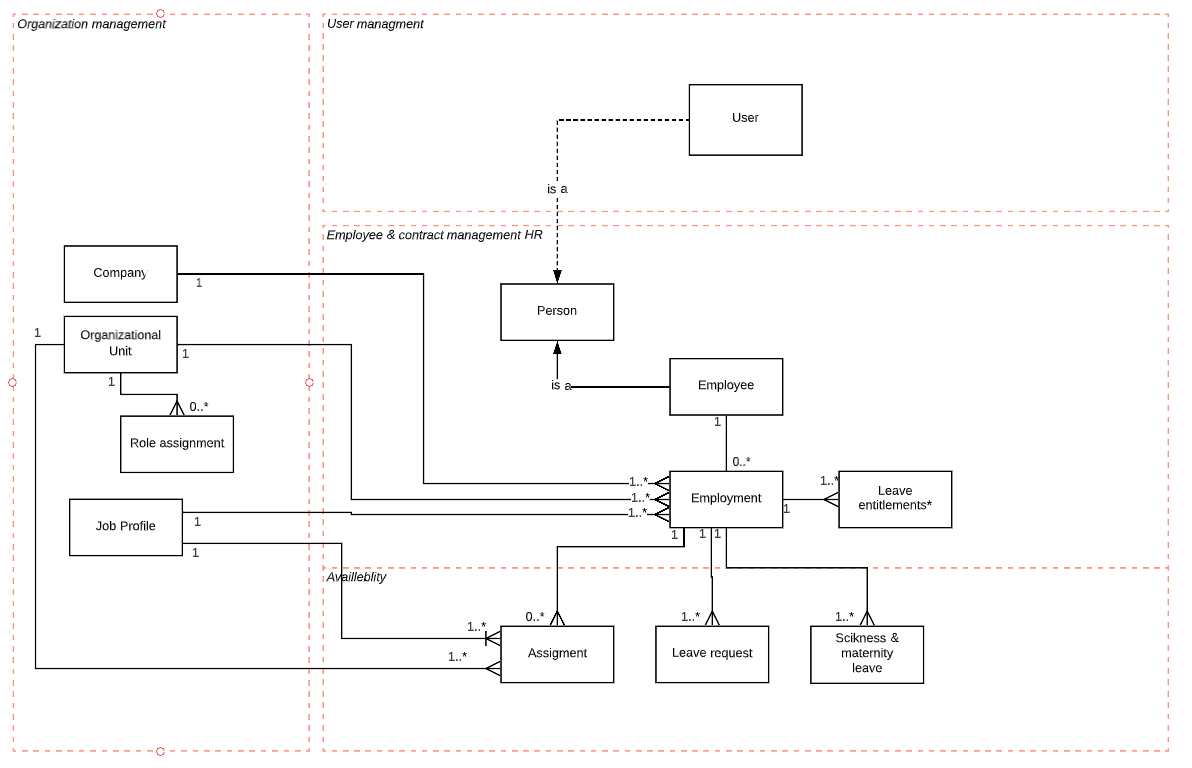 Organization management
User managment
User
is a
Employee & contract management HR
Company
1
Person
Organizational
Unit
1
1
1
0..*
Role assignment
is a
Employee
1
0..*
1..*
1..*
1..*
Employment
1
1..*
Leave
entitlements*
Job Profile
1
1
1
1
1
Availleblity
1..*
1..*
0..*
Assigment
1..*
Leave request
1..*
Scikness &
maternity
leave